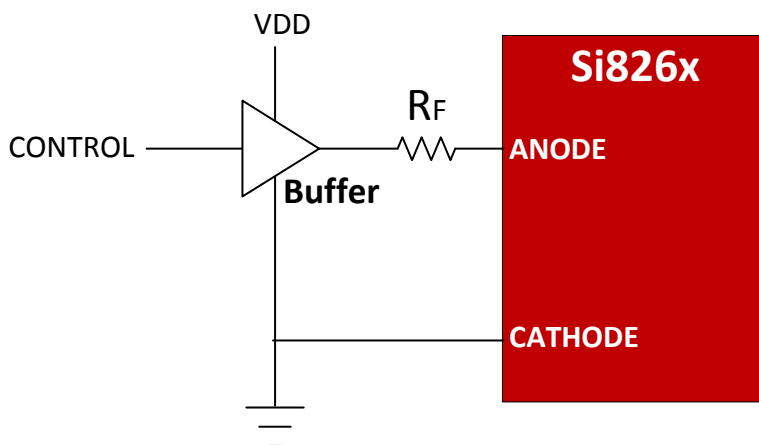 VDD
Si826x
RF
CONTROL
ANODE
Buffer
CATHODE